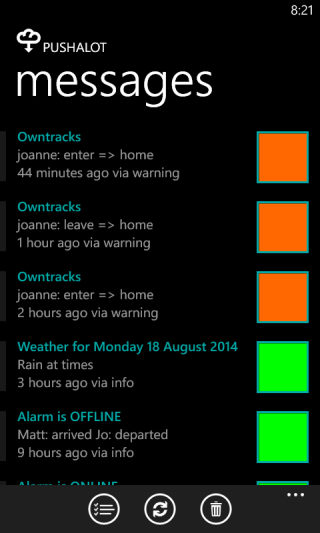 8:21
PUSHALOT
messages
Owntracks
joanne: enter => home
44 minutes ago via warning
Owntracks
joanne: leave => home
1 hour ago via warning
Owntracks
joanne: enter => home
2 hours ago via warning
Weather for Monday 18 August 2014
Rain at times
3 hours ago via info
Alarm is OFFLINE
Matt: arrived Jo: departed
9 hours ago via info
Alarm is ONLINE